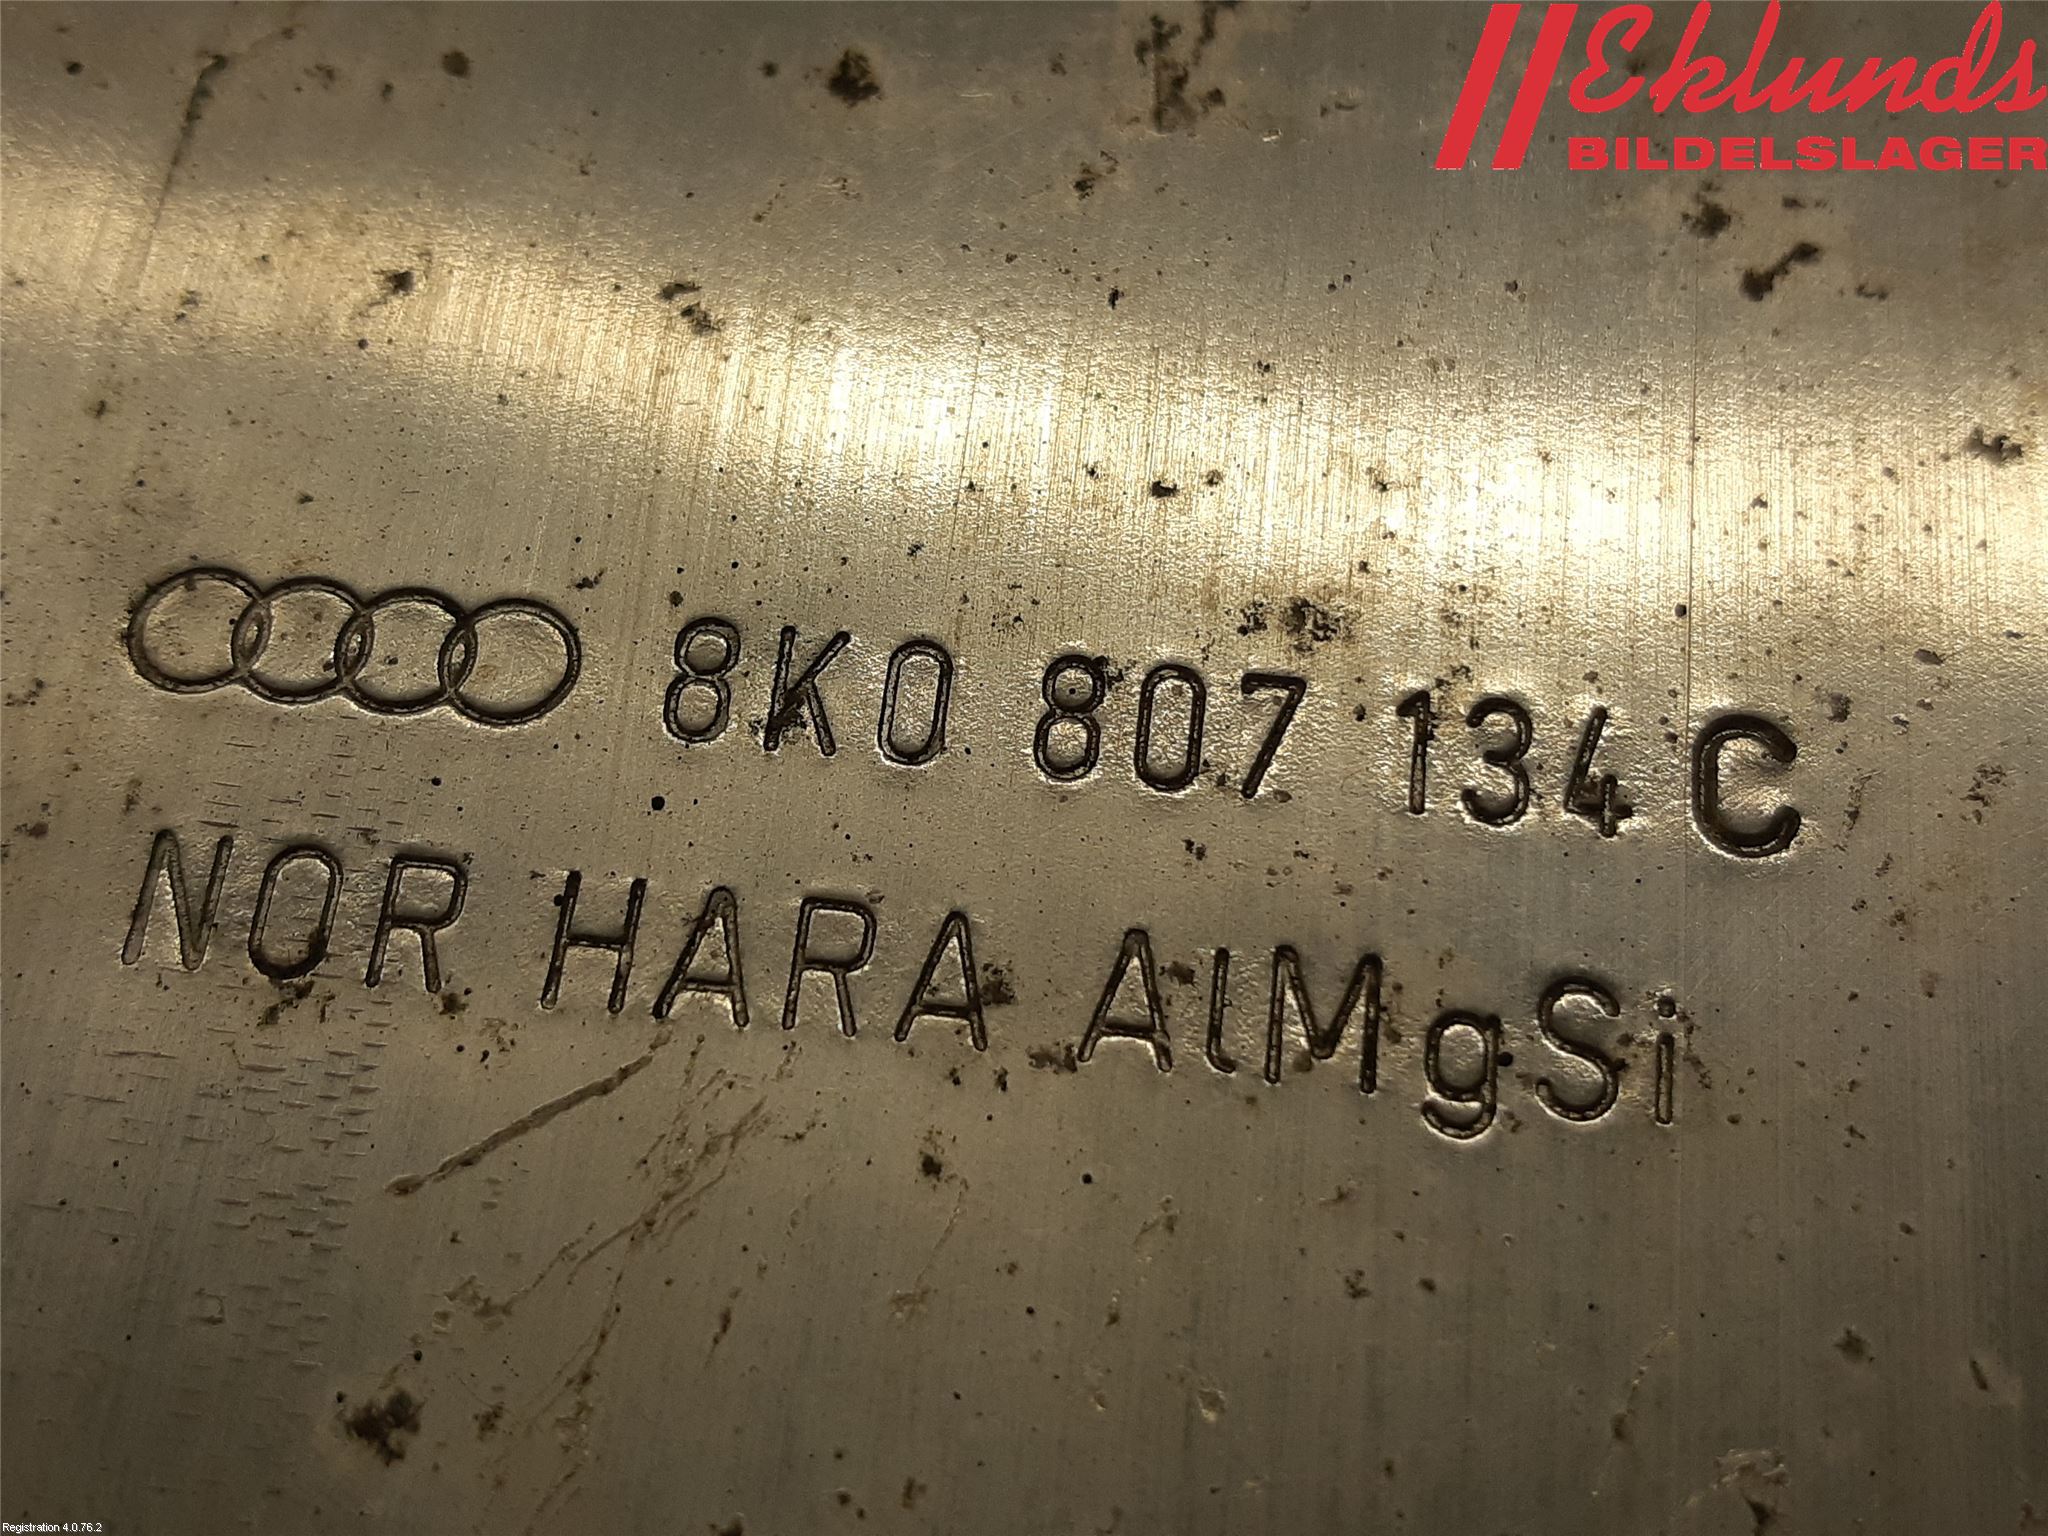 Eklunds
BILDELSLAGER
8K0 807 134 C
NOR HARA AlMgSi
Registration 4.0.76.2